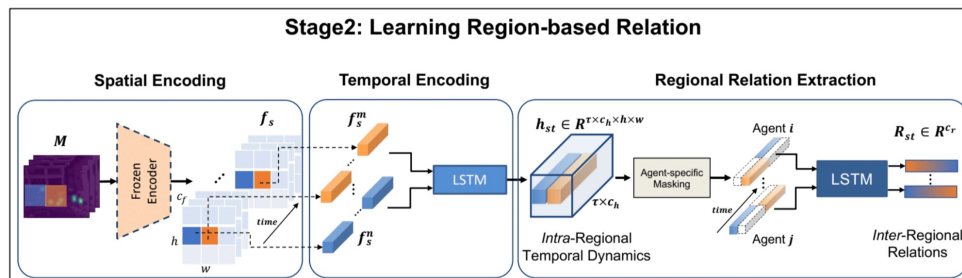 Stage2: Learning Region-based Relation
Spatial Encoding
M
Frozen
Encoder
f_s
c_f
h
w
time
Temporal Encoding
f_s^m
f_s^n
LSTM
Regional Relation Extraction
h_st ∈ R^{τ×c_h×h×w}
τ×c_h
Intra-Regional
Temporal Dynamics
Agent-specific
Masking
Agent i
time
Agent j
LSTM
R_st ∈ R^{c_r}
Inter-Regional
Relations